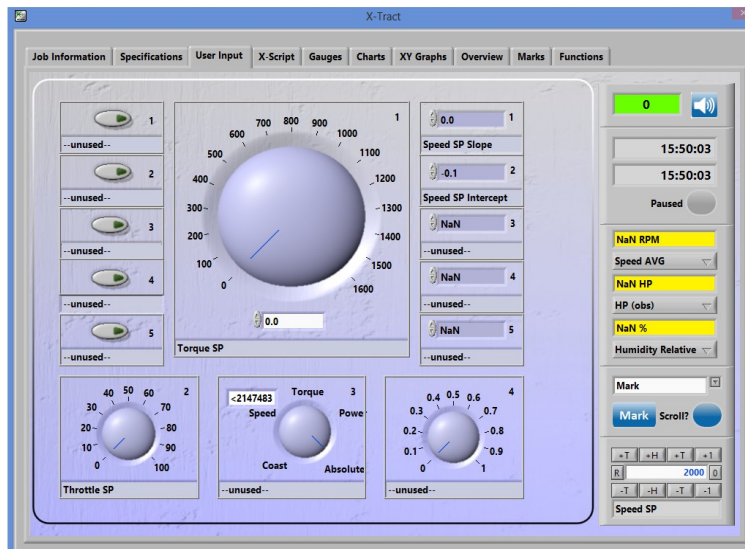 X-Tract
Job Information Specifications User Input X-Script Gauges Charts XY Graphs Overview Marks Functions
1
--unused--
2
--unused--
3
--unused--
4
--unused--
5
--unused--
1
0 100 200 300 400 500 600 700 800 900 1000 1100 1200 1300 1400 1500 1600
0.0
Torque SP
0.0 1
Speed SP Slope
-0.1 2
Speed SP Intercept
NaN 3
--unused--
NaN 4
--unused--
NaN 5
--unused--
2
0 10 20 30 40 50 60 70 80 90 100
Throttle SP
<2147483 Torque 3
Speed Powe
Coast Absolute
--unused--
4
0 0.1 0.2 0.3 0.4 0.5 0.6 0.7 0.8 0.9 1
--unused--
0
15:50:03
15:50:03
Paused
NaN RPM
Speed AVG
NaN HP
HP (obs)
NaN %
Humidity Relative
Mark
Mark Scroll?
+T +H +T +1
R 2000 0
-T -H -T -1
Speed SP